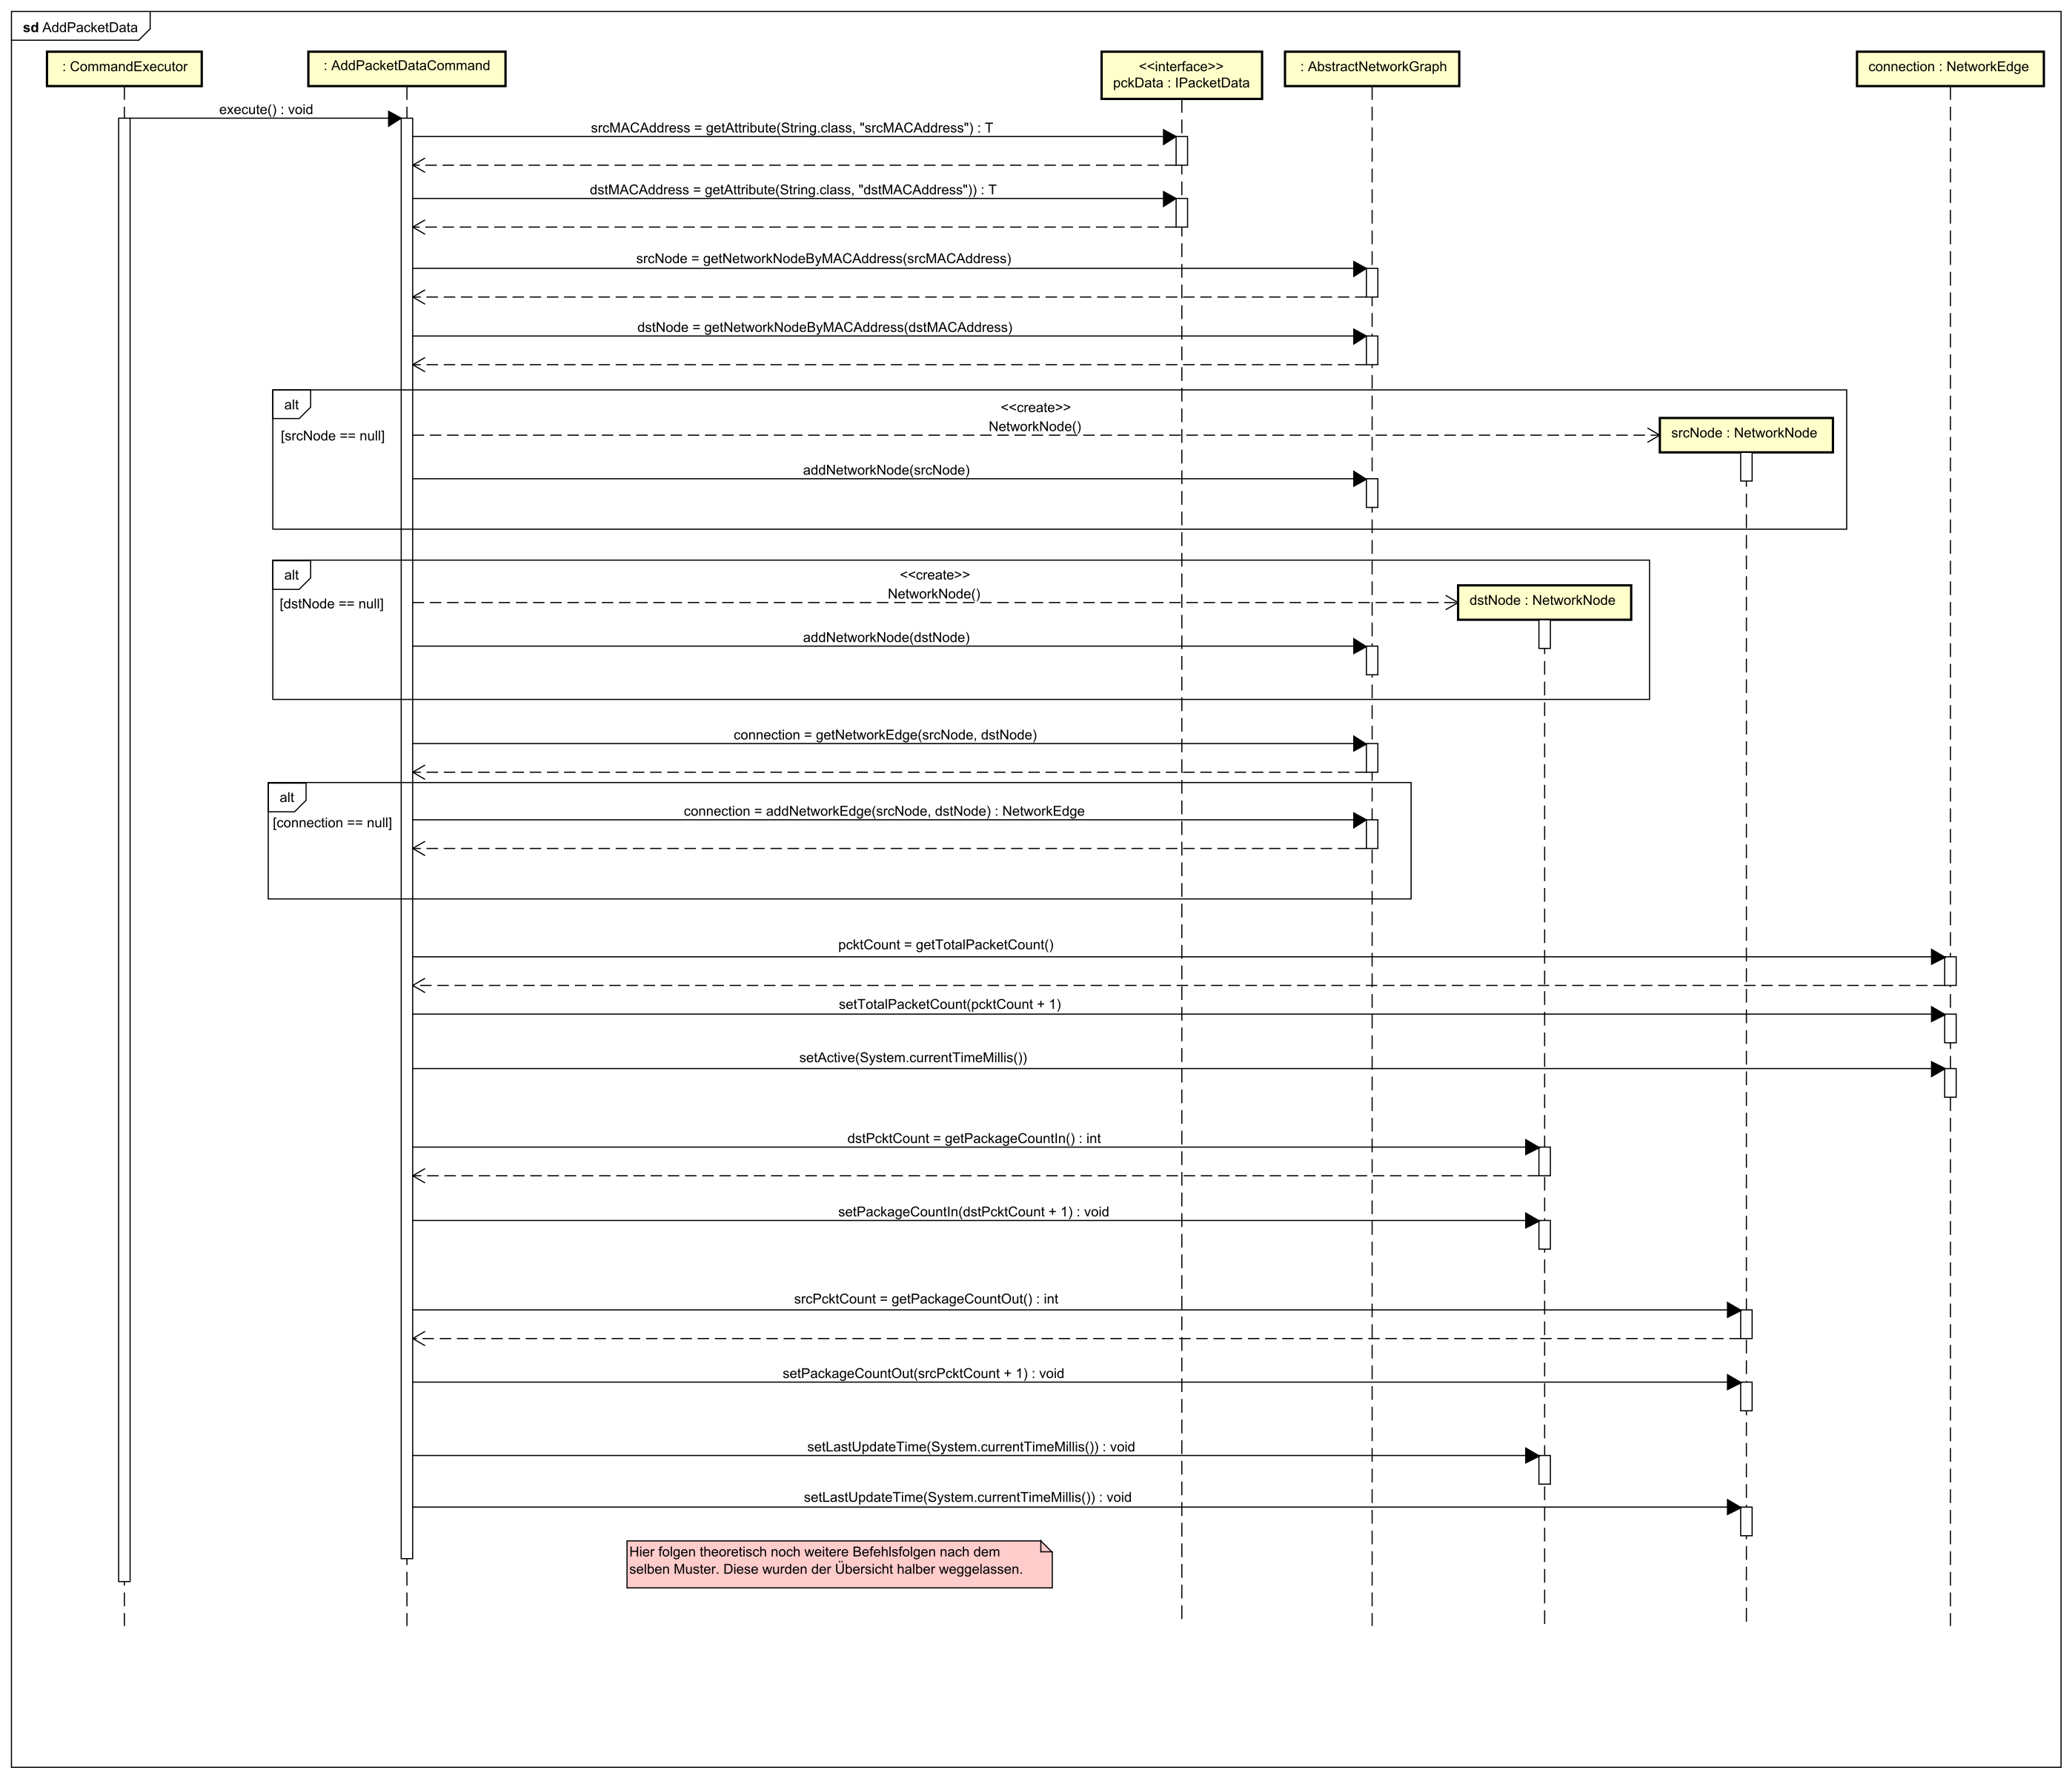 sd AddPacketData
: CommandExecutor
: AddPacketDataCommand
<<interface>>
pckData : IPacketData
: AbstractNetworkGraph
connection : NetworkEdge
execute() : void
srcMACAddress = getAttribute(String.class, "srcMACAddress") : T
dstMACAddress = getAttribute(String.class, "dstMACAddress")) : T
srcNode = getNetworkNodeByMACAddress(srcMACAddress)
dstNode = getNetworkNodeByMACAddress(dstMACAddress)
alt
<<create>>
NetworkNode()
[srcNode == null]
srcNode : NetworkNode
addNetworkNode(srcNode)
alt
<<create>>
NetworkNode()
[dstNode == null]
dstNode : NetworkNode
addNetworkNode(dstNode)
connection = getNetworkEdge(srcNode, dstNode)
alt
connection = addNetworkEdge(srcNode, dstNode) : NetworkEdge
[connection == null]
pcktCount = getTotalPacketCount()
setTotalPacketCount(pcktCount + 1)
setActive(System.currentTimeMillis())
dstPcktCount = getPackageCountIn() : int
setPackageCountIn(dstPcktCount + 1) : void
srcPcktCount = getPackageCountOut() : int
setPackageCountOut(srcPcktCount + 1) : void
setLastUpdateTime(System.currentTimeMillis()) : void
setLastUpdateTime(System.currentTimeMillis()) : void
Hier folgen theoretisch noch weitere Befehlsfolgen nach dem
selben Muster. Diese wurden der Übersicht halber weggelassen.